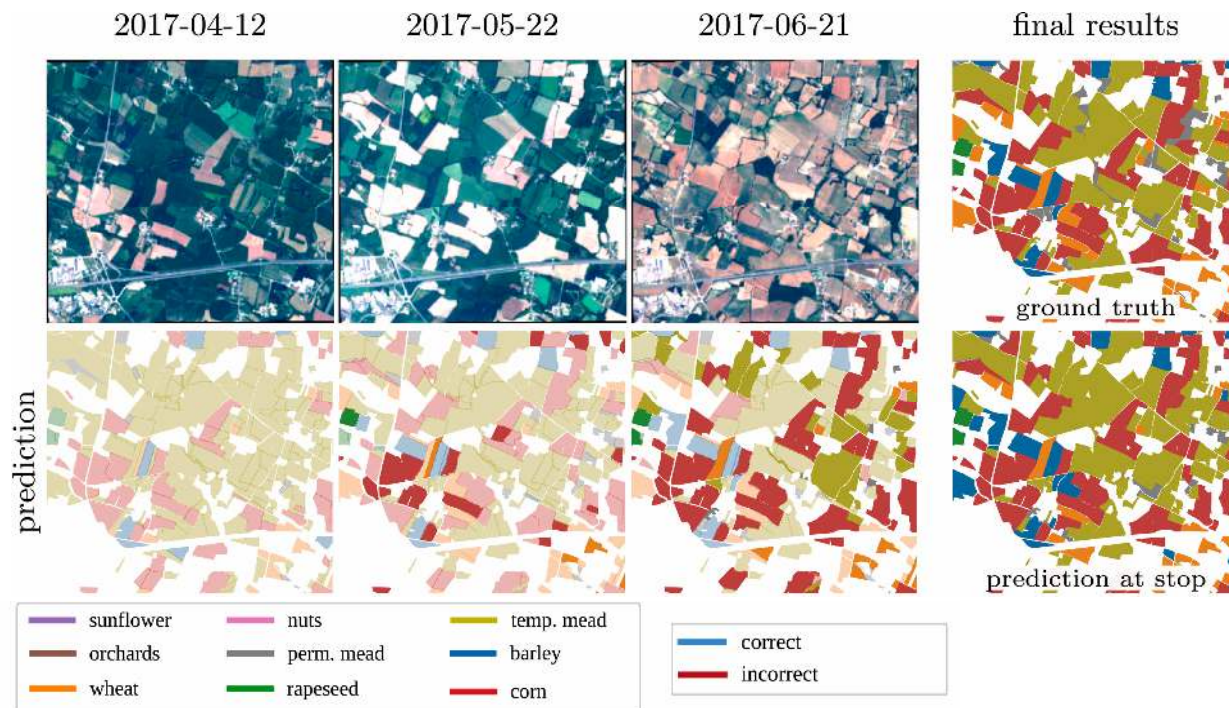 2017-04-12 2017-05-22 2017-06-21 final results
ground truth
prediction
prediction at stop
sunflower nuts temp. mead
orchards perm. mead barley
wheat rapeseed corn
correct
incorrect